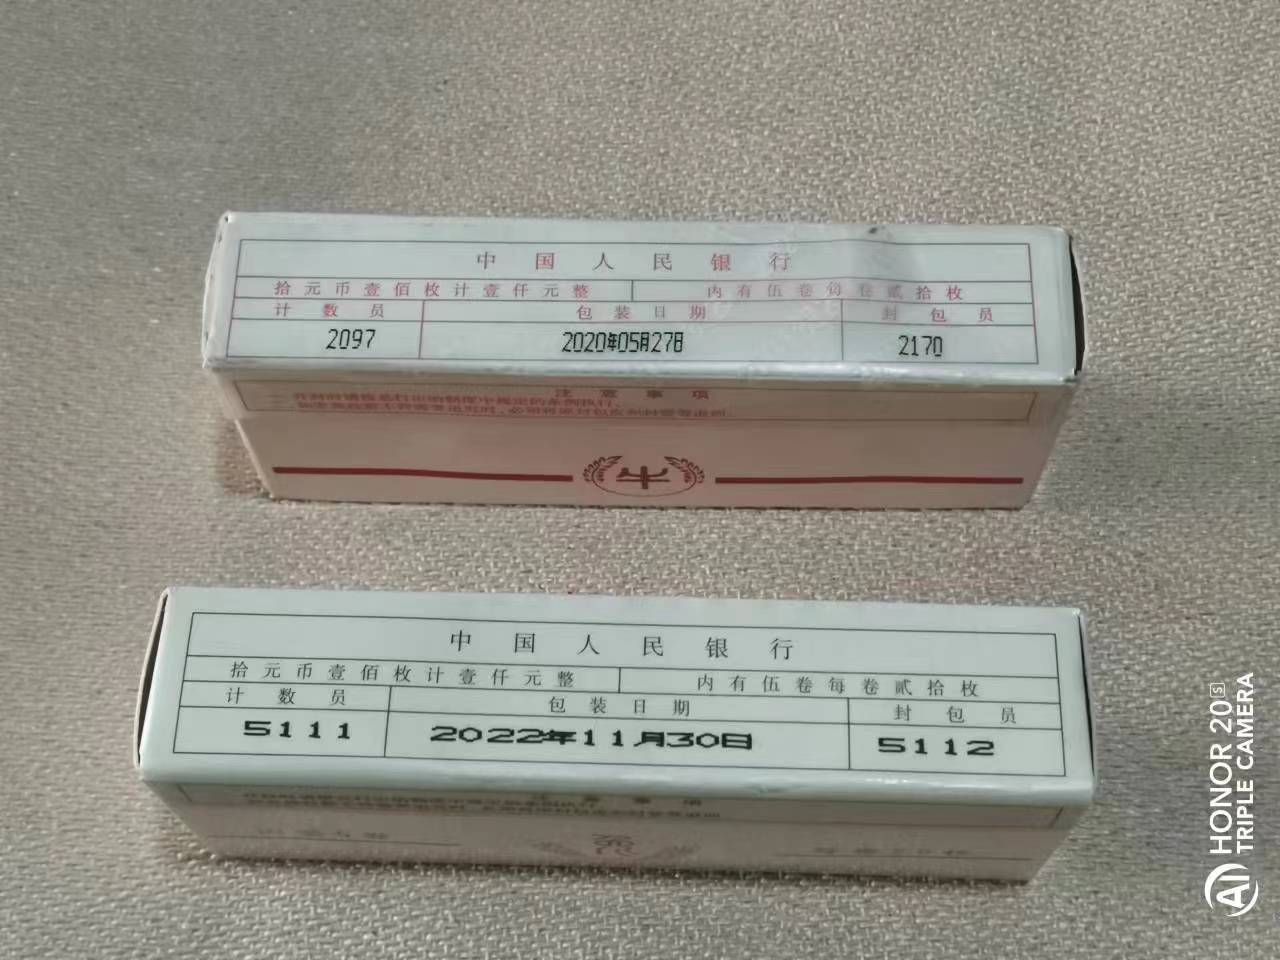 中国人民银行
拾元币壹佰枚计壹仟元整 内有伍卷每卷贰拾枚
计数员 包装日期 封包员
2097 2020年05月27日 2170
注意事项
牛
中国人民银行
拾元币壹佰枚计壹仟元整 内有伍卷每卷贰拾枚
计数员 包装日期 封包员
5111 2022年11月30日 5112
HONOR 20S
AI TRIPLE CAMERA